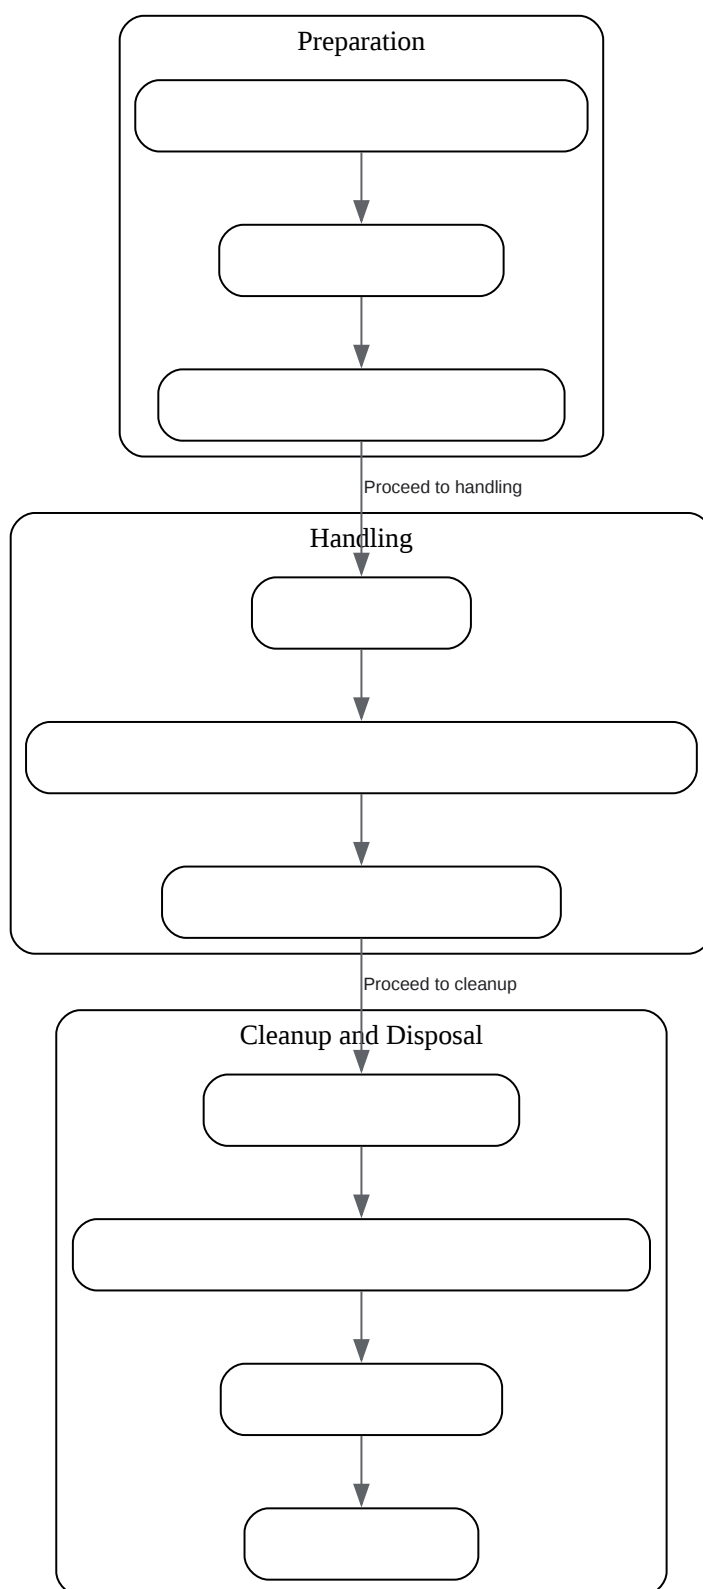 Preparation
Proceed to handling
Handling
Proceed to cleanup
Cleanup and Disposal